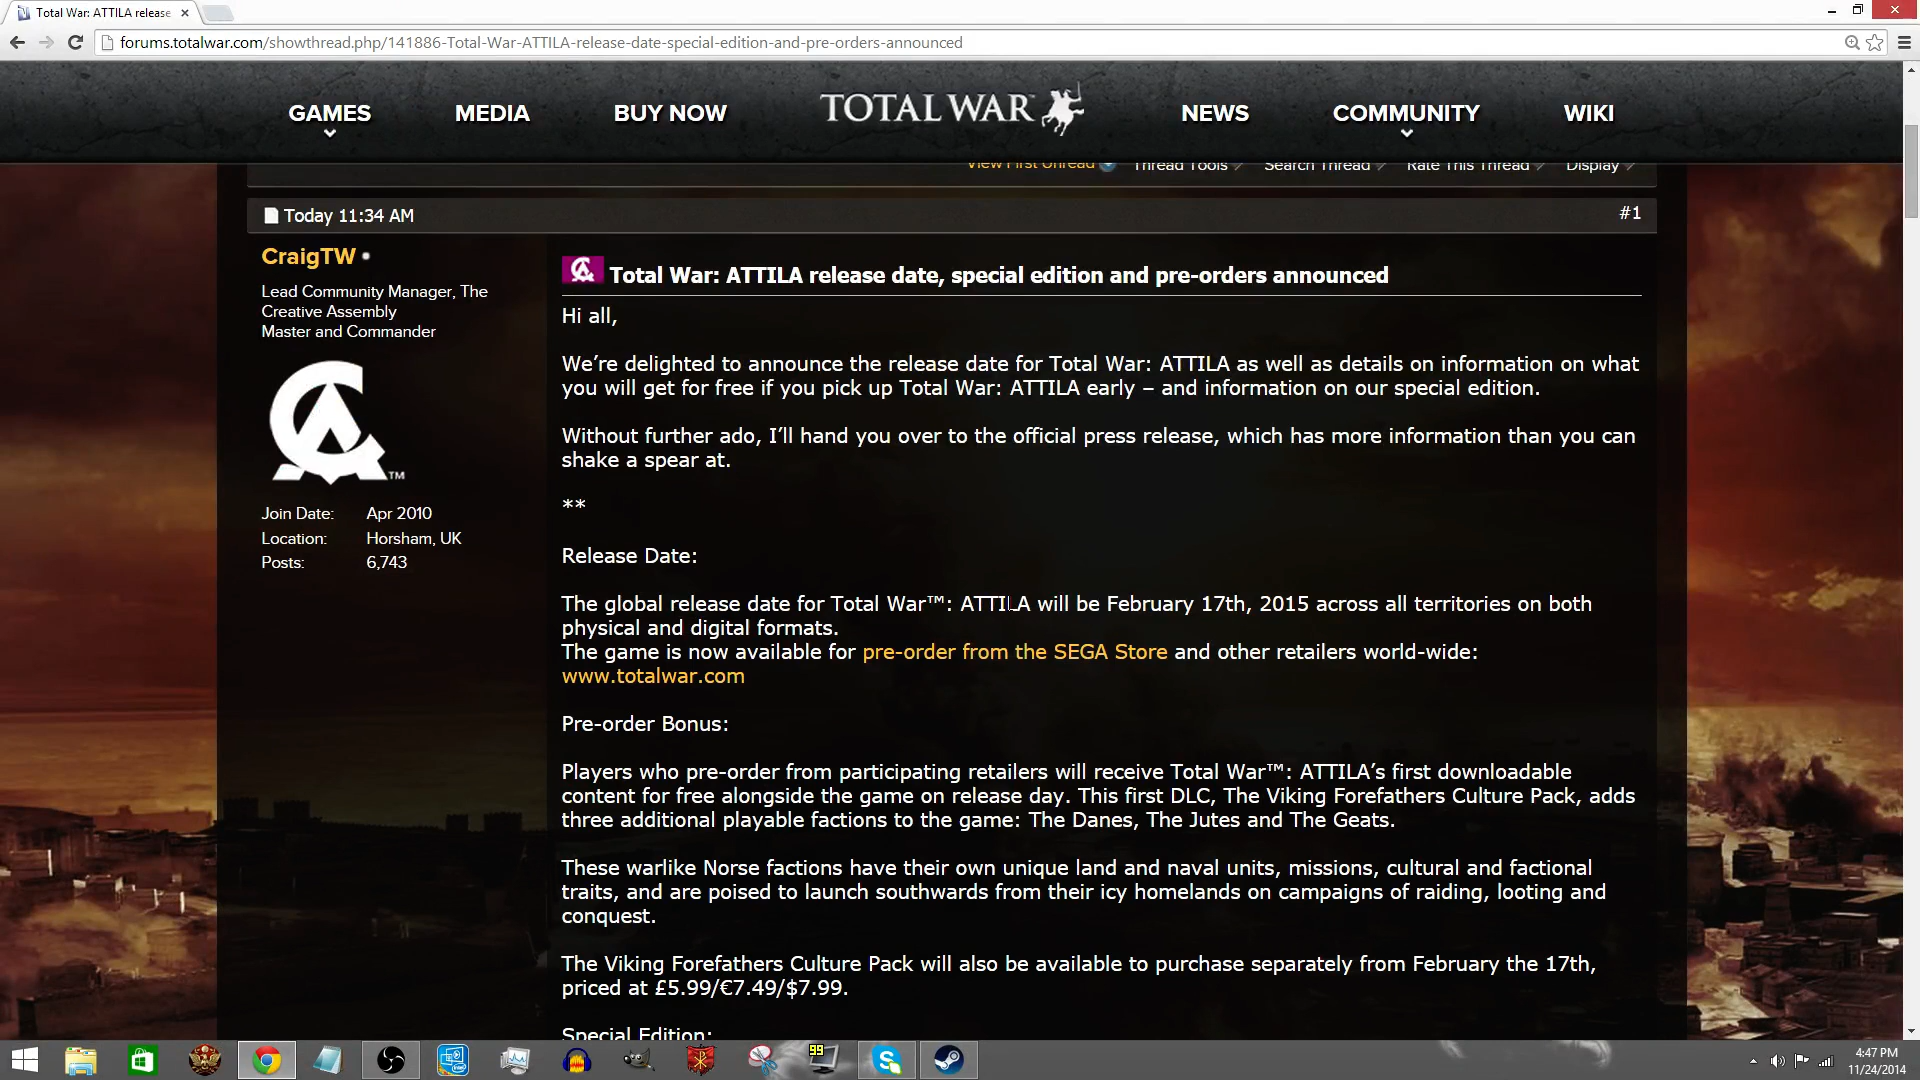 Total War: ATTILA release
forums.totalwar.com/showthread.php/141886-Total-War-ATTILA-release-date-special-edition-and-pre-orders-announced
GAMES MEDIA BUY NOW TOTAL WAR NEWS COMMUNITY WIKI
View First Unread Thread Tools Search Thread Rate This Thread Display
Today 11:34 AM #1
CraigTW
Lead Community Manager, The
Creative Assembly
Master and Commander
CA™
Join Date: Apr 2010
Location: Horsham, UK
Posts: 6,743
Total War: ATTILA release date, special edition and pre-orders announced
Hi all,
We’re delighted to announce the release date for Total War: ATTILA as well as details on information on what
you will get for free if you pick up Total War: ATTILA early – and information on our special edition.
Without further ado, I’ll hand you over to the official press release, which has more information than you can
shake a spear at.
**
Release Date:
The global release date for Total War™: ATTILA will be February 17th, 2015 across all territories on both
physical and digital formats.
The game is now available for pre-order from the SEGA Store and other retailers world-wide:
www.totalwar.com
Pre-order Bonus:
Players who pre-order from participating retailers will receive Total War™: ATTILA’s first downloadable
content for free alongside the game on release day. This first DLC, The Viking Forefathers Culture Pack, adds
three additional playable factions to the game: The Danes, The Jutes and The Geats.
These warlike Norse factions have their own unique land and naval units, missions, cultural and factional
traits, and are poised to launch southwards from their icy homelands on campaigns of raiding, looting and
conquest.
The Viking Forefathers Culture Pack will also be available to purchase separately from February the 17th,
priced at £5.99/€7.49/$7.99.
Special Edition:
99
4:47 PM
11/24/2014